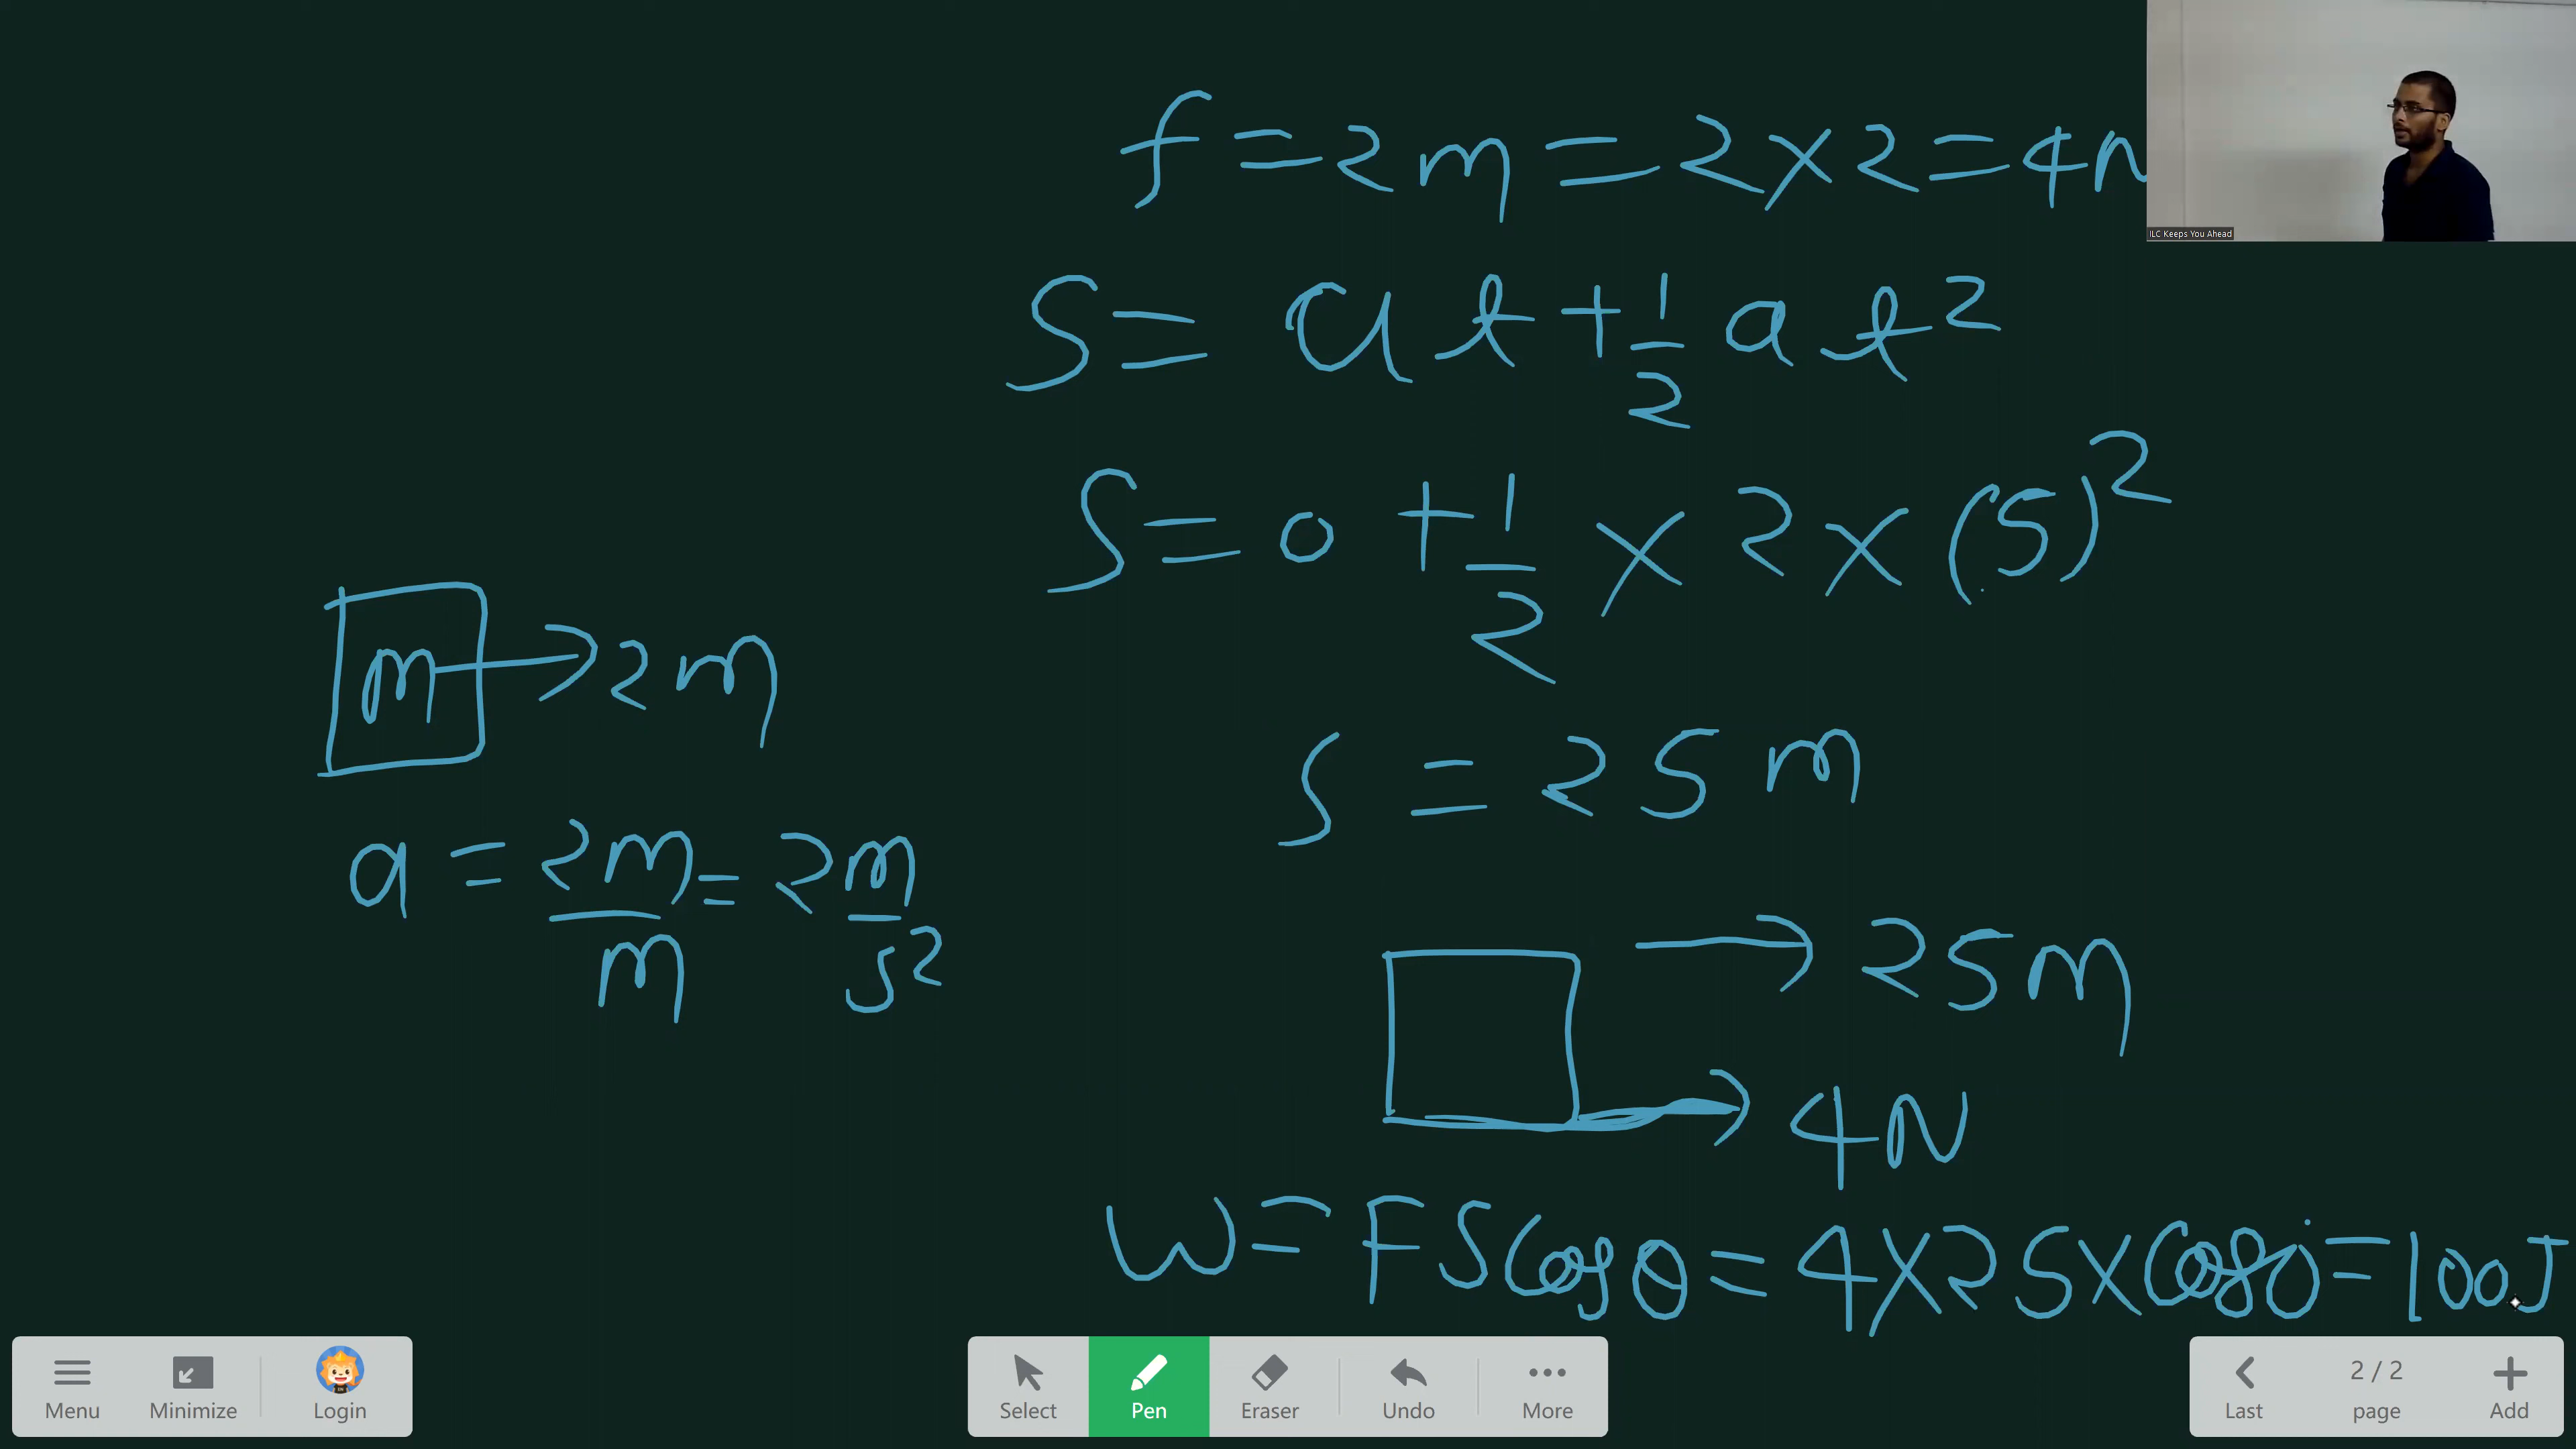 f = 2m = 2×2 = 4N
ILC Keeps You Ahead
S = ut + 1/2 at²
S = 0 + 1/2 × 2 × (5)²
m → 2m
S = 25m
a = 2m/m = 2m/s²
→ 25m
→ 4N
W = FS Cosθ = 4×25×Cos0° = 100J
Menu
Minimize
Login
Select
Pen
Eraser
Undo
More
Last
2 / 2
page
Add